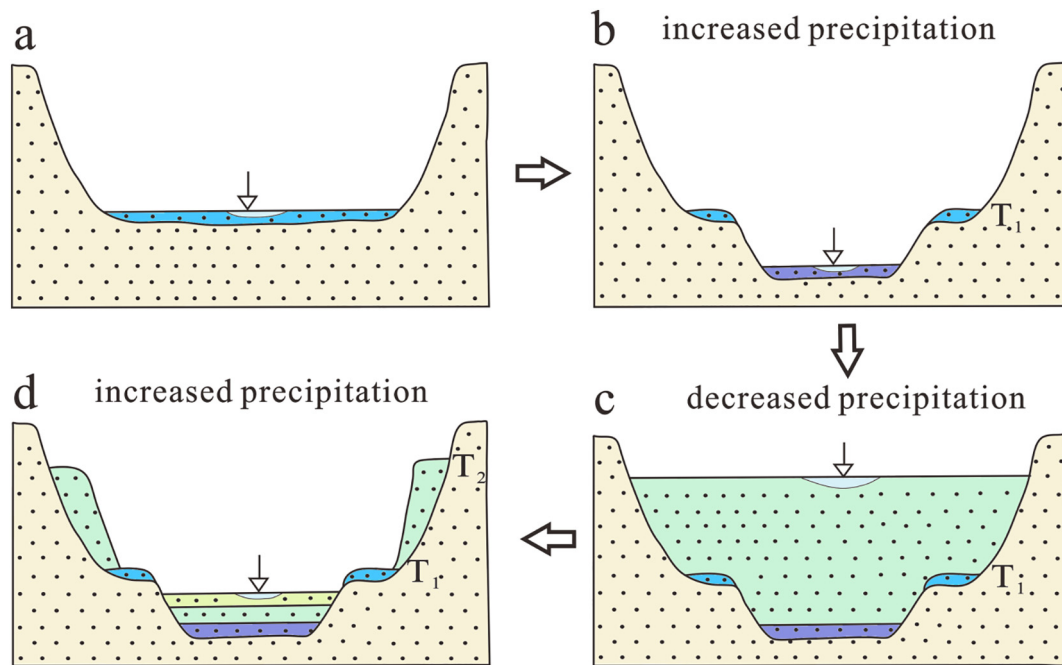 a
b increased precipitation
T1
d increased precipitation
c decreased precipitation
T2
T1
T1